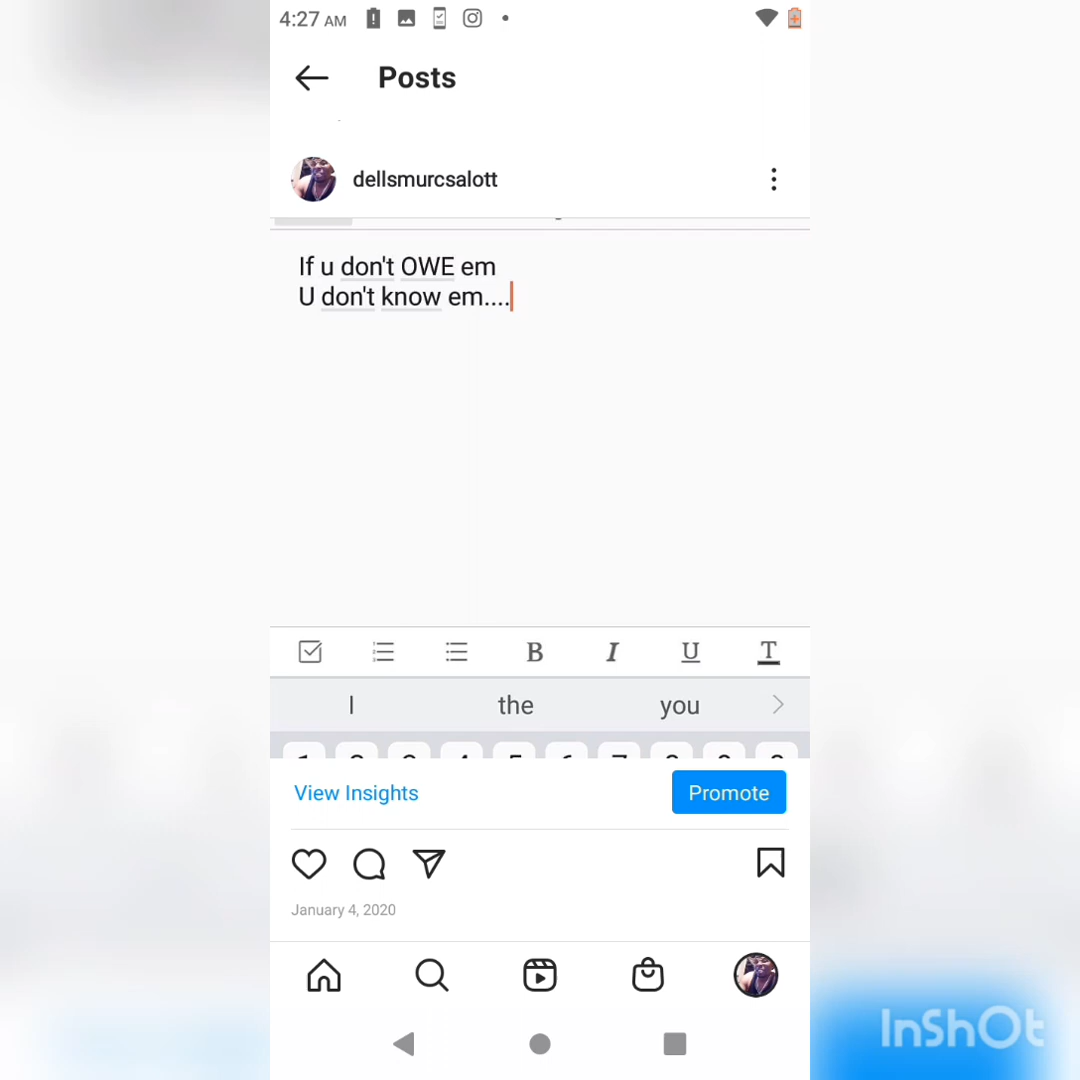 4:27 AM
Posts
dellsmurcsalott
If u don't OWE em
U don't know em....
B I U T
I the you
View Insights
Promote
January 4, 2020
InShOt